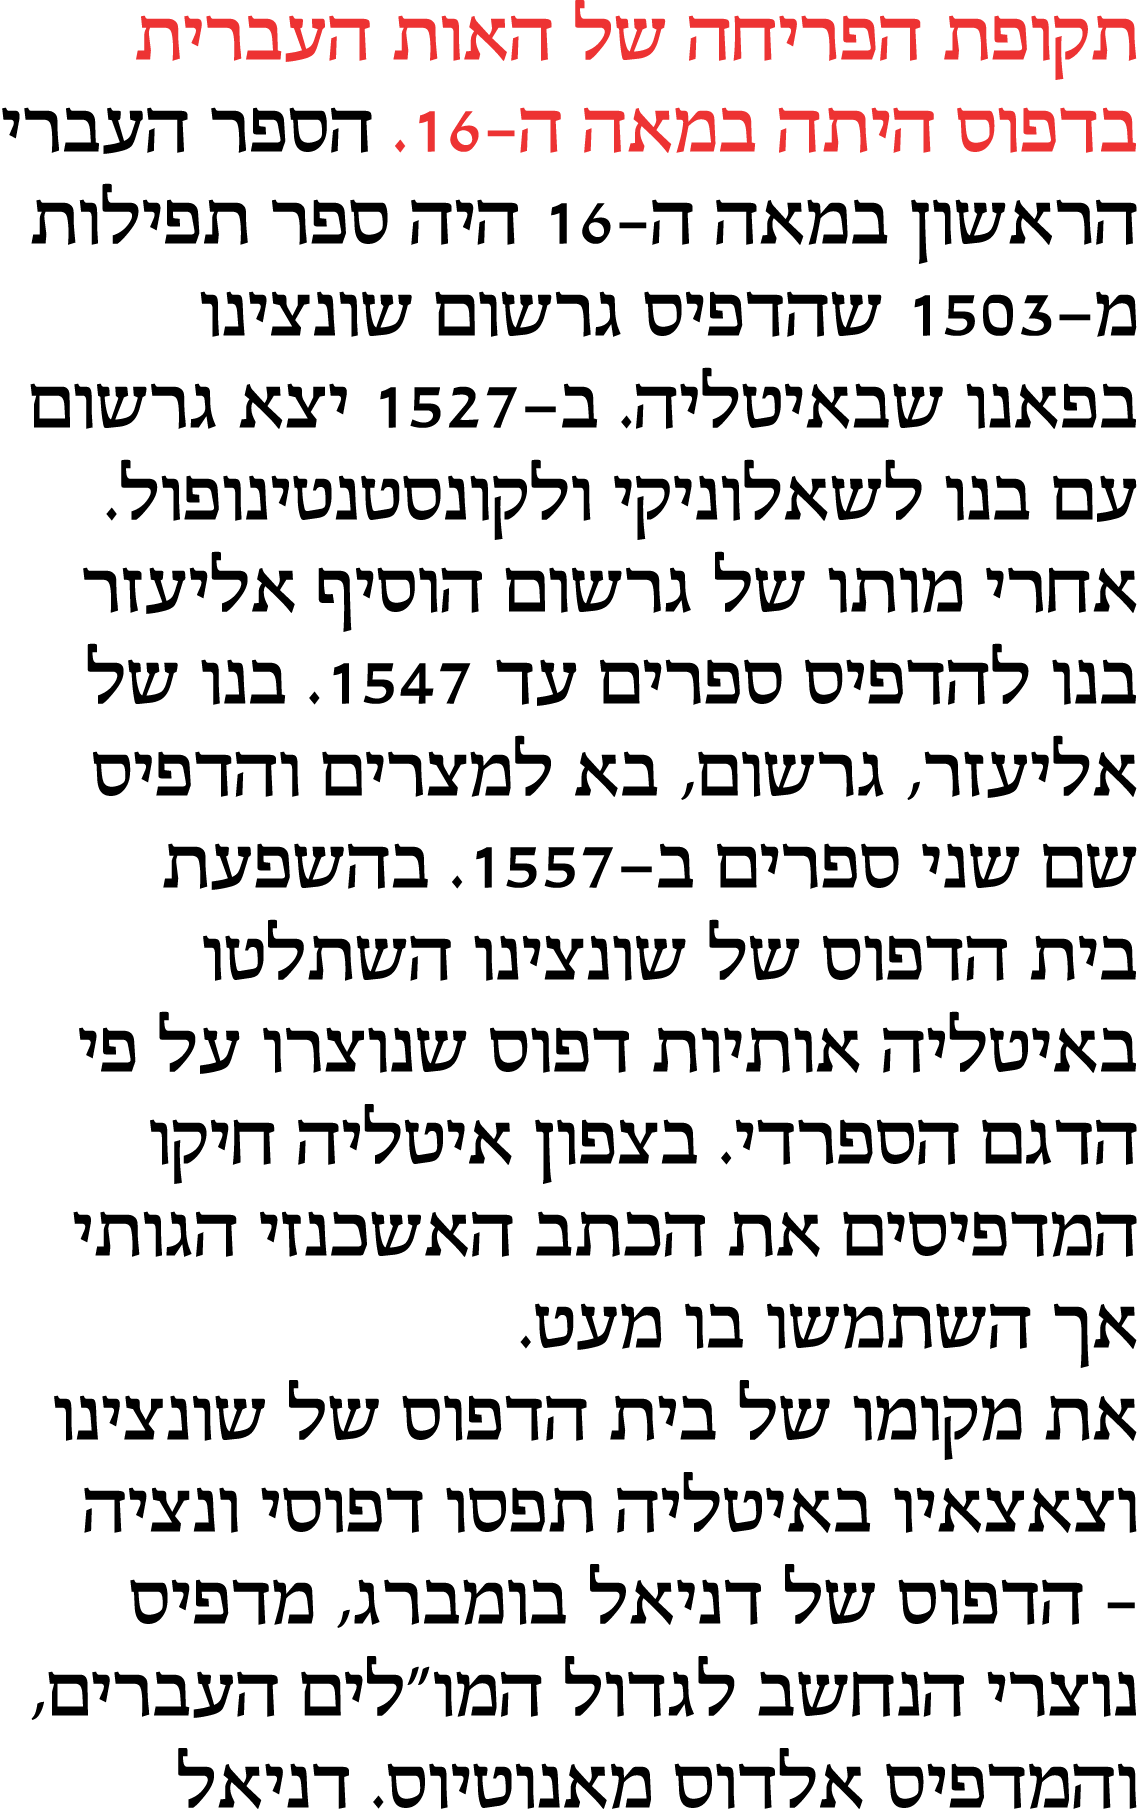 תקופת הפריחה של האות העברית
בדפוס היתה במאה ה-16. הספר העברי
הראשון במאה ה-16 היה ספר תפילות
מ-1503 שהדפיס גרשום שונצינו
בפאנו שבאיטליה. ב-1527 יצא גרשום
עם בנו לשאלוניקי ולקונסטנטינופול.
אחרי מותו של גרשום הוסיף אליעזר
בנו להדפיס ספרים עד 1547. בנו של
אליעזר, גרשום, בא למצרים והדפיס
שם שני ספרים ב-1557. בהשפעת
בית הדפוס של שונצינו השתלטו
באיטליה אותיות דפוס שנוצרו על פי
הדגם הספרדי. בצפון איטליה חיקו
המדפיסים את הכתב האשכנזי הגותי
אך השתמשו בו מעט.
את מקומו של בית הדפוס של שונצינו
וצאצאיו באיטליה תפסו דפוסי ונציה
- הדפוס של דניאל בומברג, מדפיס
נוצרי הנחשב לגדול המו"לים העברים,
והמדפיס אלדוס מאנוטיוס. דניאל